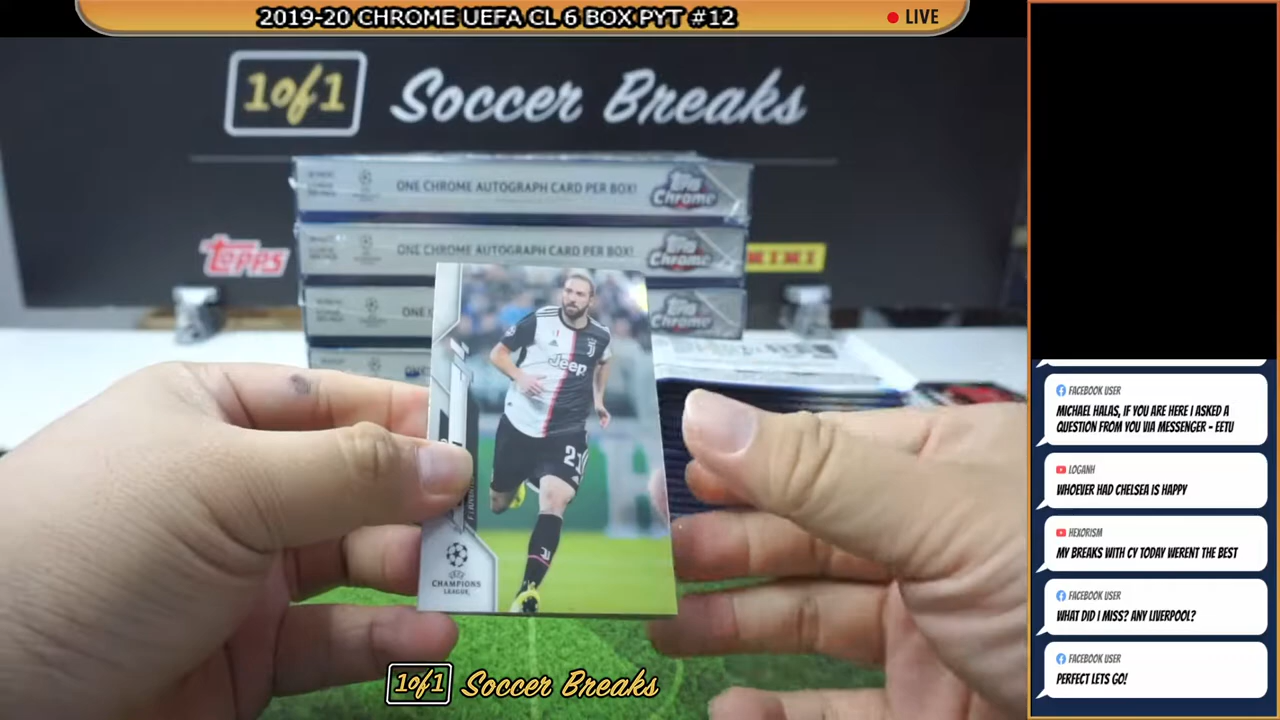 2019-20 CHROME UEFA CL 6 BOX PYT #12
LIVE
1of1 Soccer Breaks
ONE CHROME AUTOGRAPH CARD PER BOX!
Topps Chrome
ONE CHROME AUTOGRAPH CARD PER BOX!
Topps Chrome
TOPPS
PANINI
ONE
Topps Chrome
Jeep
21
CHAMPIONS
LEAGUE
1of1 Soccer Breaks
FACEBOOK USER
MICHAEL HALAS, IF YOU ARE HERE I ASKED A
QUESTION FROM YOU VIA MESSENGER - EETU
LOGANH
WHOEVER HAD CHELSEA IS HAPPY
HEXORISM
MY BREAKS WITH CY TODAY WERENT THE BEST
FACEBOOK USER
WHAT DID I MISS? ANY LIVERPOOL?
FACEBOOK USER
PERFECT LETS GO!